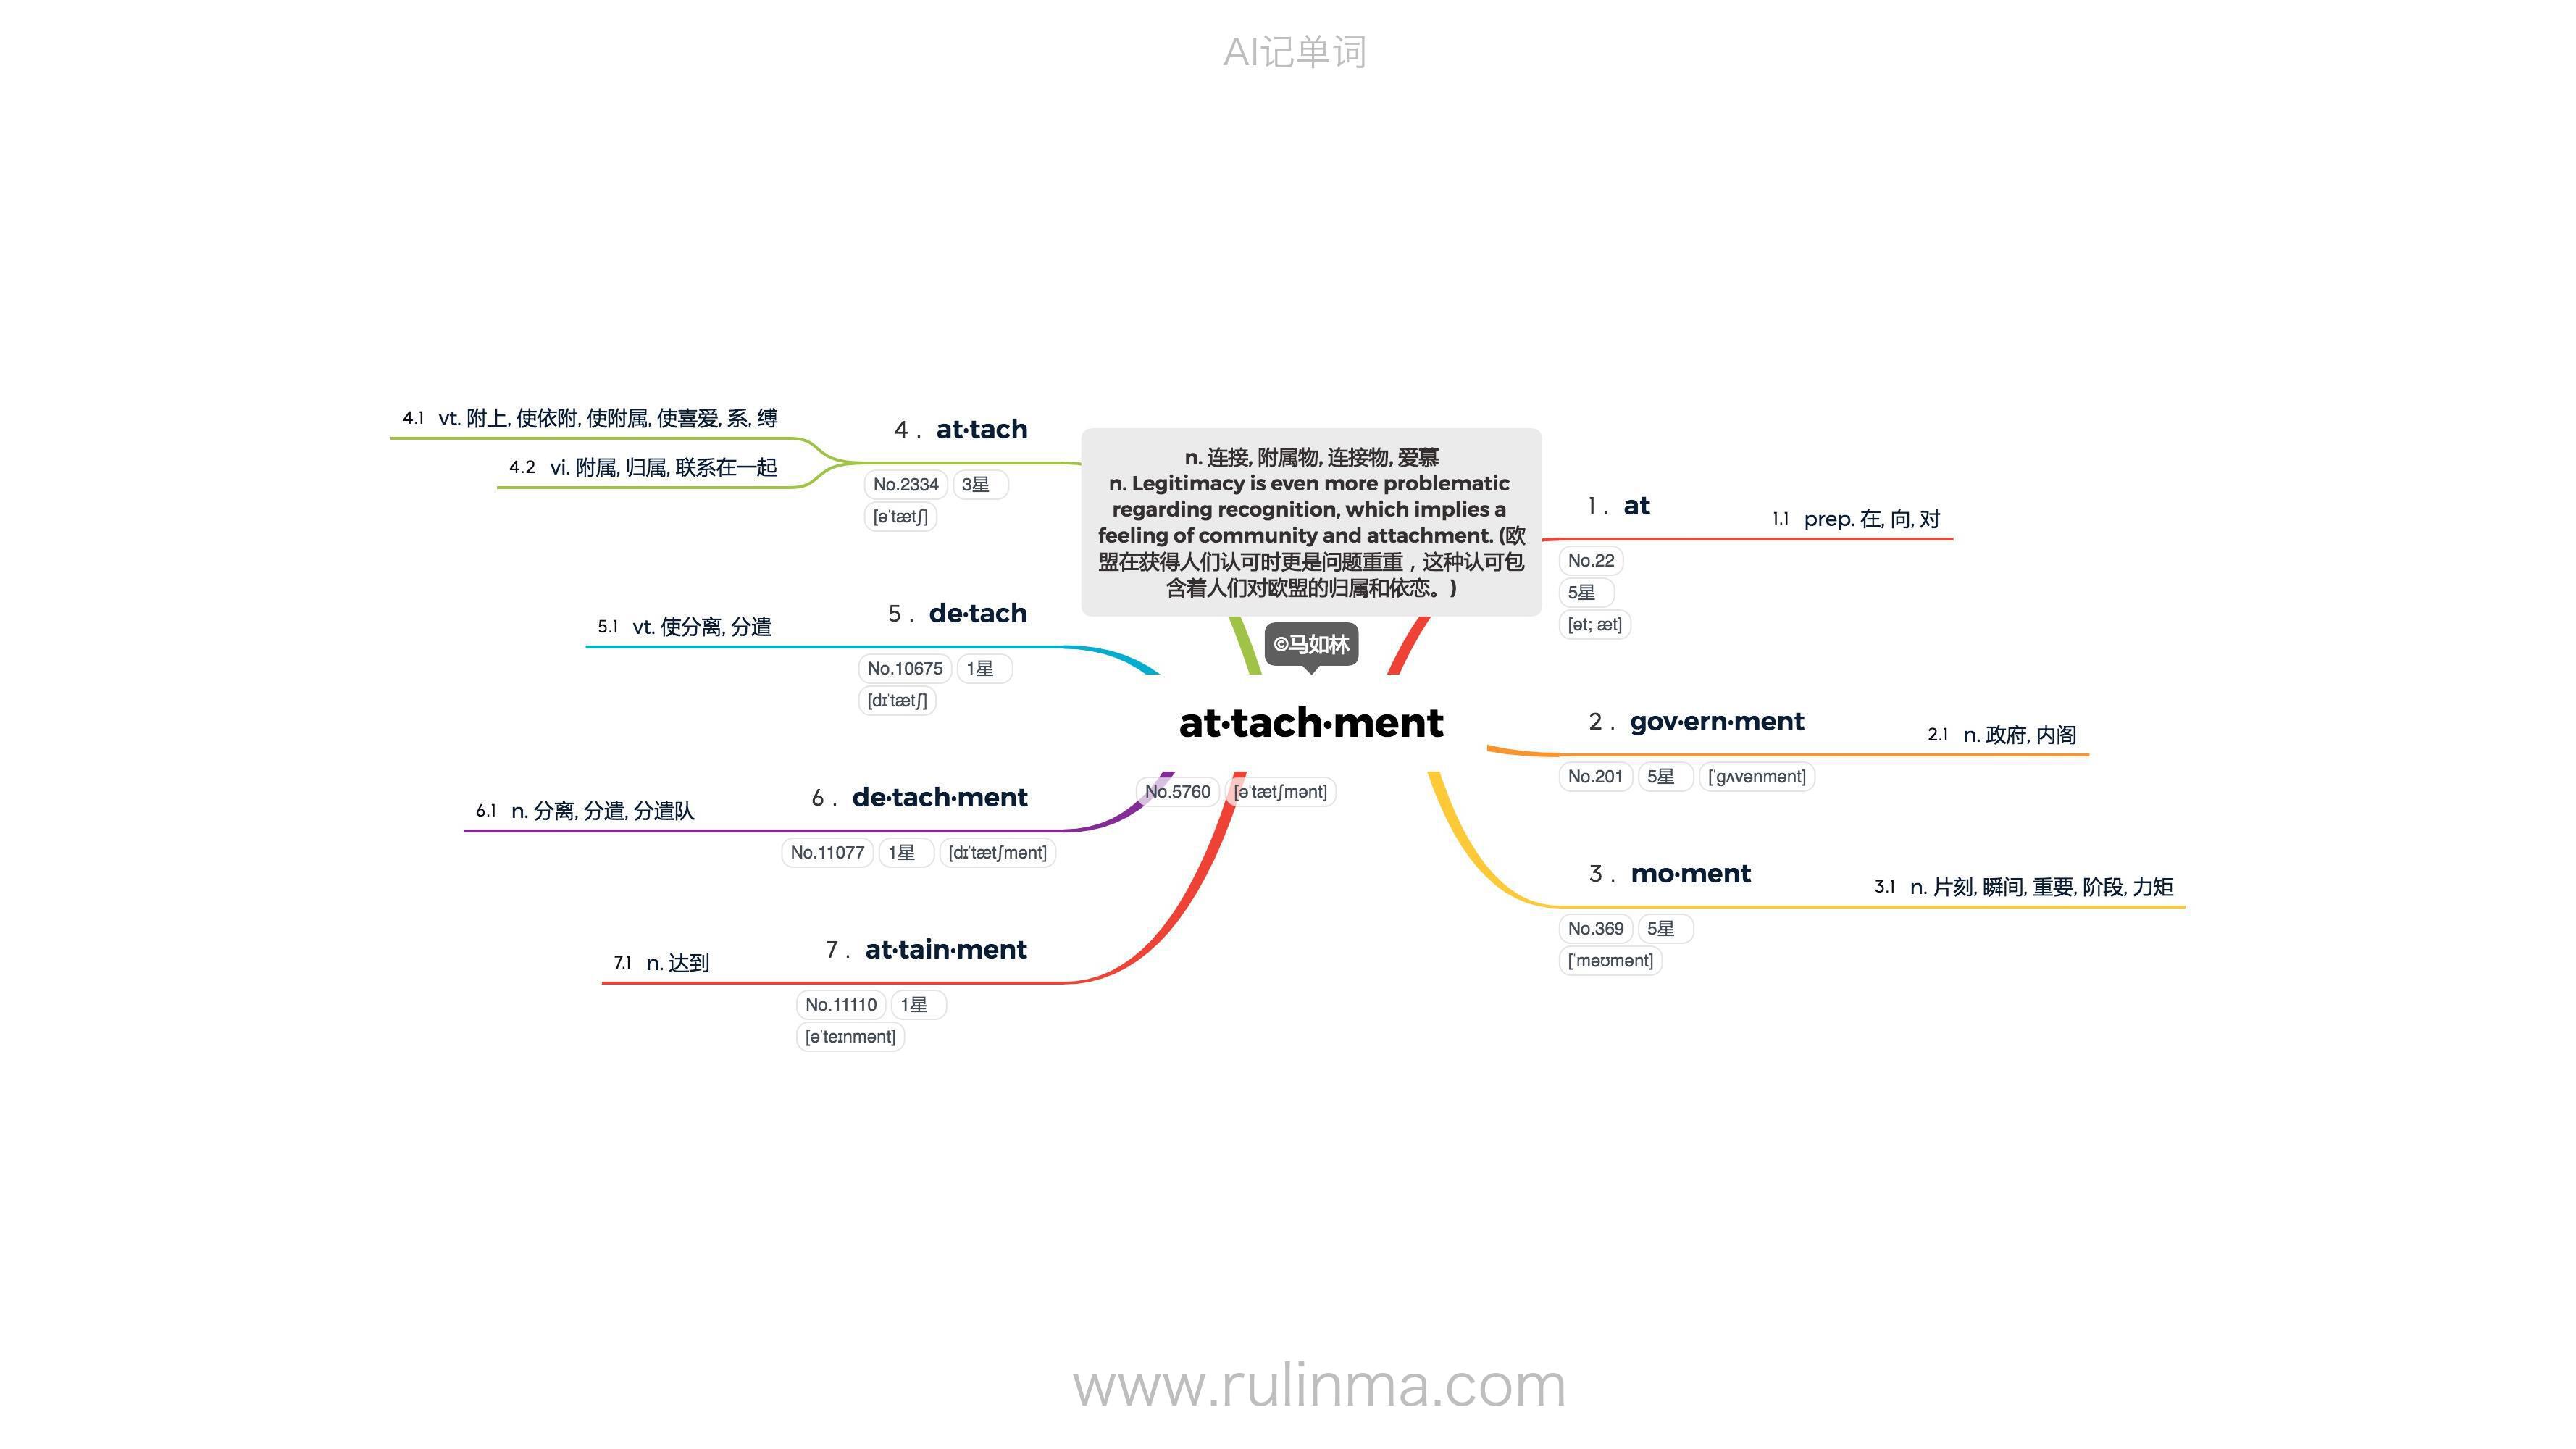 AI记单词
n. 连接, 附属物, 连接物, 爱慕
n. Legitimacy is even more problematic
regarding recognition, which implies a
feeling of community and attachment. (欧
盟在获得人们认可时更是问题重重，这种认可包
含着人们对欧盟的归属和依恋。)
©马如林
at·tach·ment
No.5760 [əˈtætʃmənt]
1 . at
No.22
5星
[ət; æt]
1.1 prep. 在, 向, 对
2 . gov·ern·ment
No.201 5星 [ˈɡʌvənmənt]
2.1 n. 政府, 内阁
3 . mo·ment
No.369 5星
[ˈməʊmənt]
3.1 n. 片刻, 瞬间, 重要, 阶段, 力矩
4 . at·tach
No.2334 3星
[əˈtætʃ]
4.1 vt. 附上, 使依附, 使附属, 使喜爱, 系, 缚
4.2 vi. 附属, 归属, 联系在一起
5 . de·tach
No.10675 1星
[dɪˈtætʃ]
5.1 vt. 使分离, 分遣
6 . de·tach·ment
No.11077 1星 [dɪˈtætʃmənt]
6.1 n. 分离, 分遣, 分遣队
7 . at·tain·ment
No.11110 1星
[əˈteɪnmənt]
7.1 n. 达到
www.rulinma.com